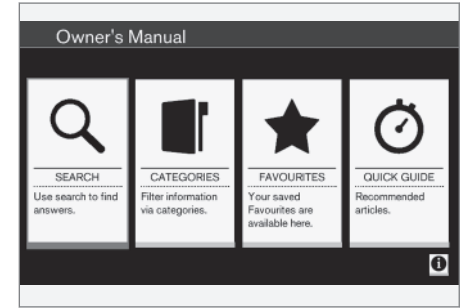 Owner's Manual
SEARCH
Use search to find
answers.
CATEGORIES
Filter information
via categories.
FAVOURITES
Your saved
Favourites are
available here.
QUICK GUIDE
Recommended
articles.
i